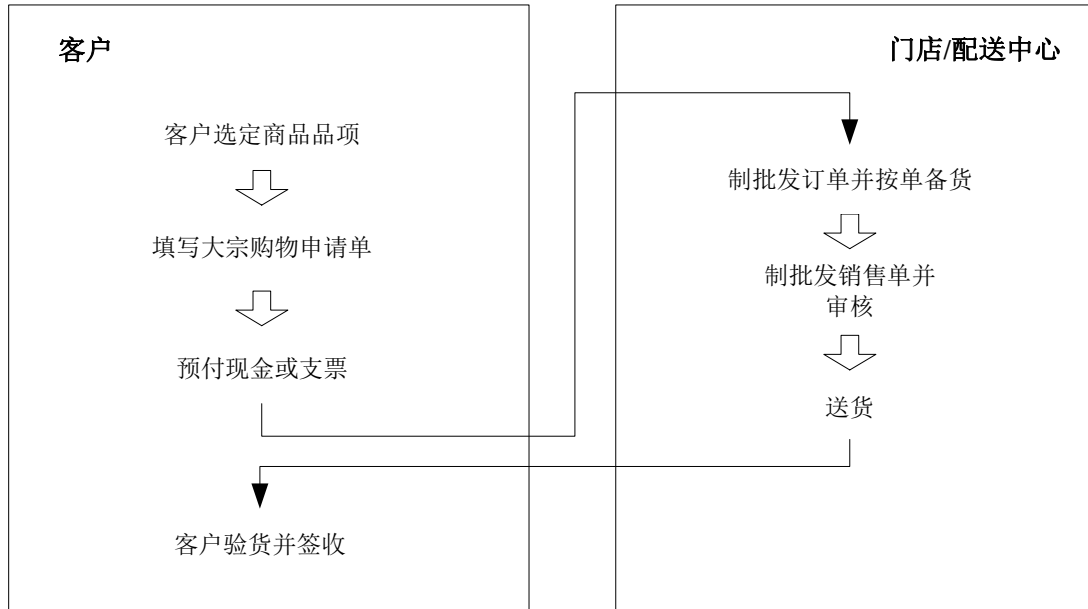 客户
客户选定商品品项
填写大宗购物申请单
预付现金或支票
客户验货并签收
门店/配送中心
制批发订单并按单备货
制批发销售单并
审核
送货